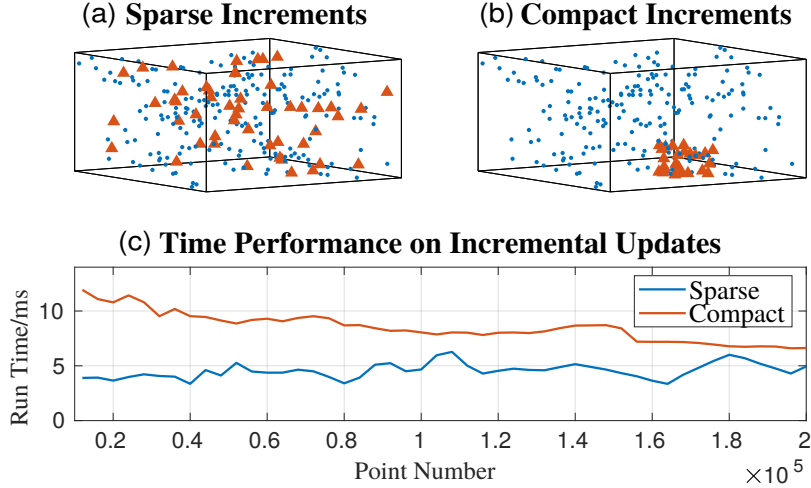 (a) Sparse Increments
(b) Compact Increments
(c) Time Performance on Incremental Updates
Run Time/ms
10
5
0
Sparse
Compact
0.2 0.4 0.6 0.8 1 1.2 1.4 1.6 1.8 2
Point Number
×10⁵